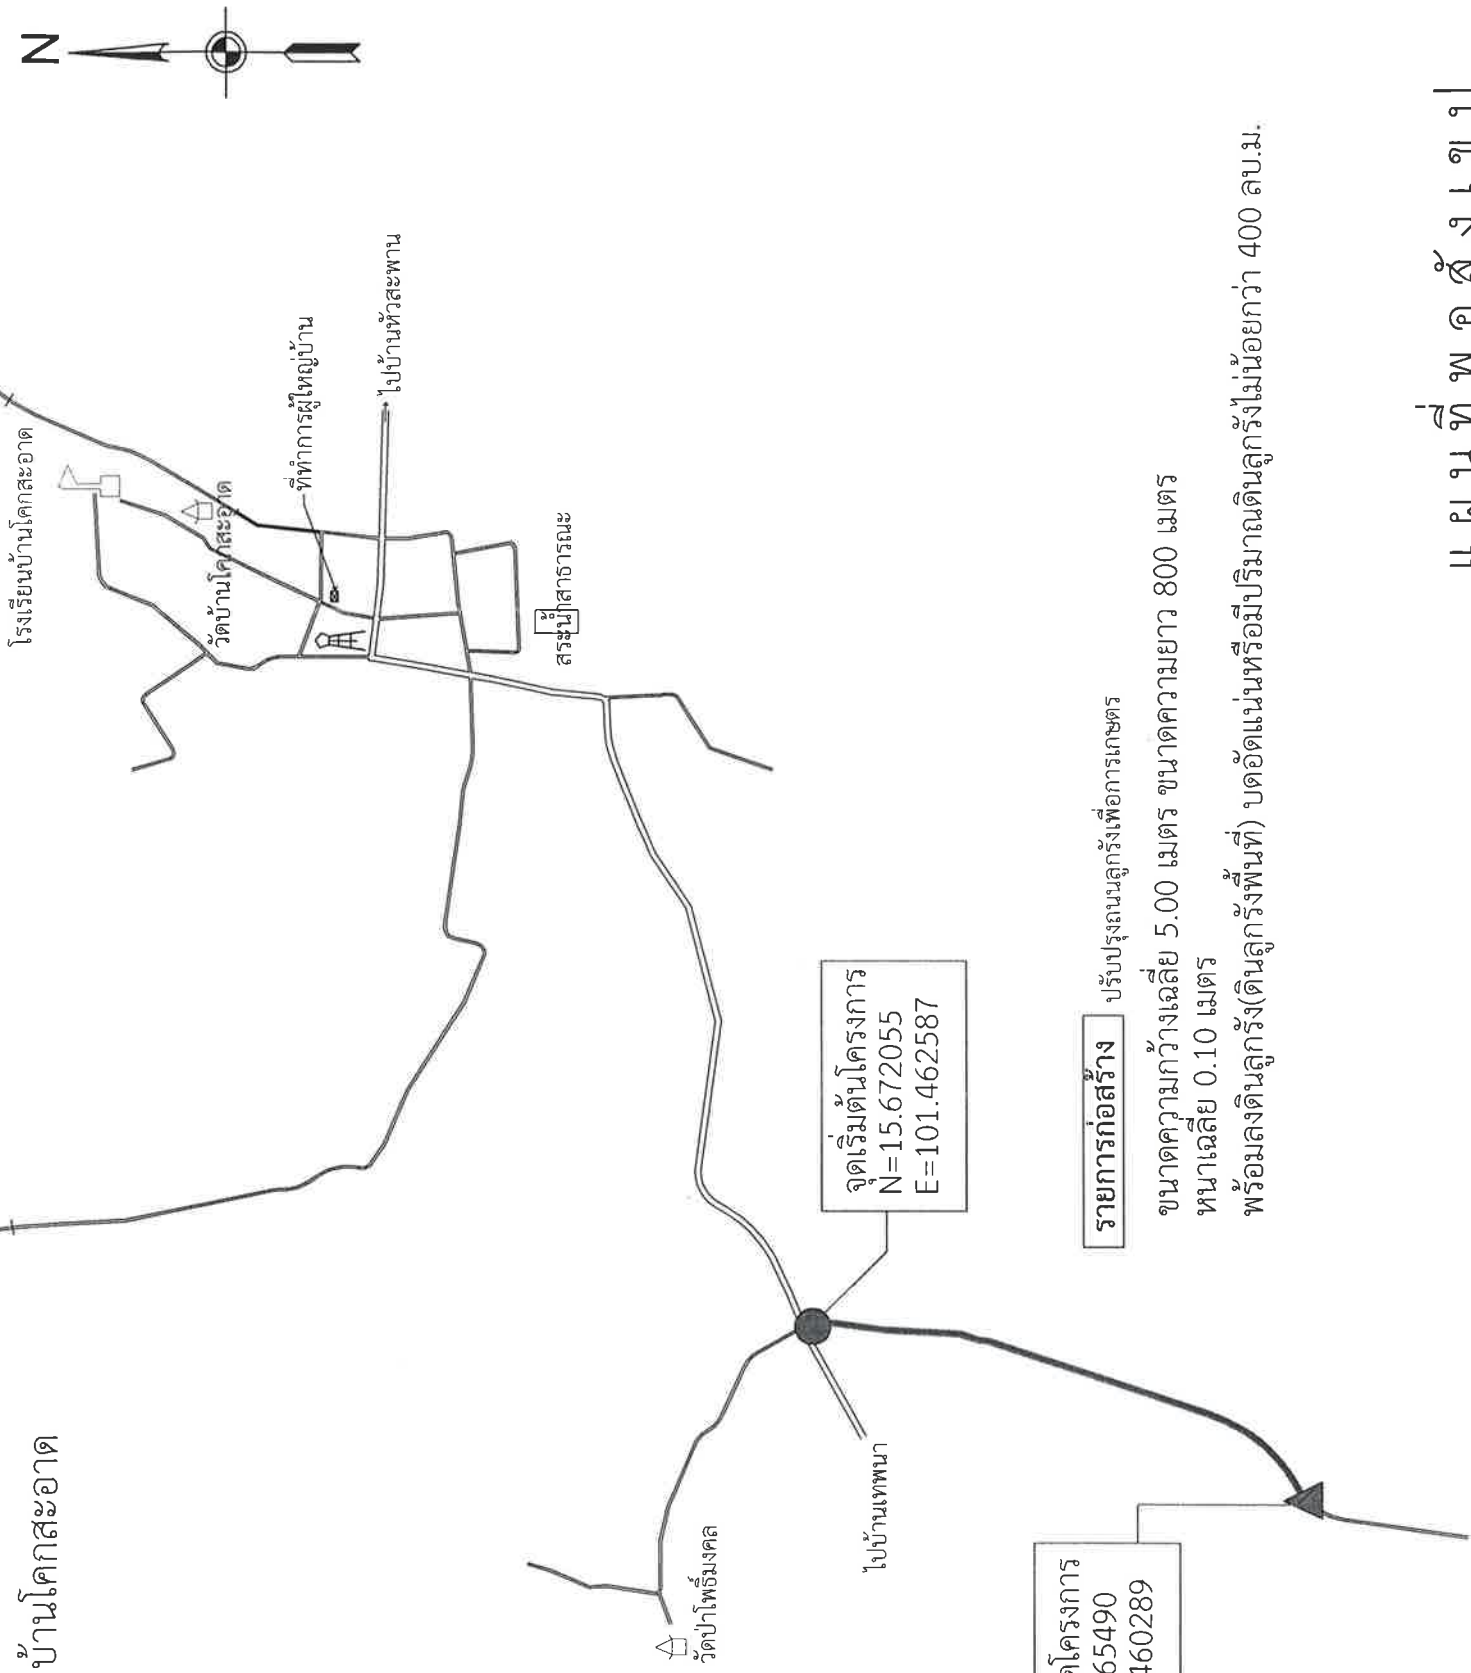 บ้านโคกสะอาด
โรงเรียนบ้านโคกสะอาด
N
วัดบ้านโคกสะอาด
ที่ทำการผู้ใหญ่บ้าน
ไปบ้านหัวสะพาน
สระน้ำสาธารณะ
วัดป่าโพธิ์มงคล
ไปบ้านเทพนา
จุดเริ่มต้นโครงการ
N=15.672055
E=101.462587
โครงการ
65490
460289
รายการก่อสร้าง ปรับปรุงถนนลูกรังเพื่อการเกษตร
ขนาดความกว้างเฉลี่ย 5.00 เมตร ขนาดความยาว 800 เมตร
หนาเฉลี่ย 0.10 เมตร
พร้อมลงดินลูกรัง(ดินลูกรังพื้นที่) บดอัดแน่นหรือมีปริมาณดินลูกรังไม่น้อยกว่า 400 ลบ.ม.
แผนที่พอสังเขป